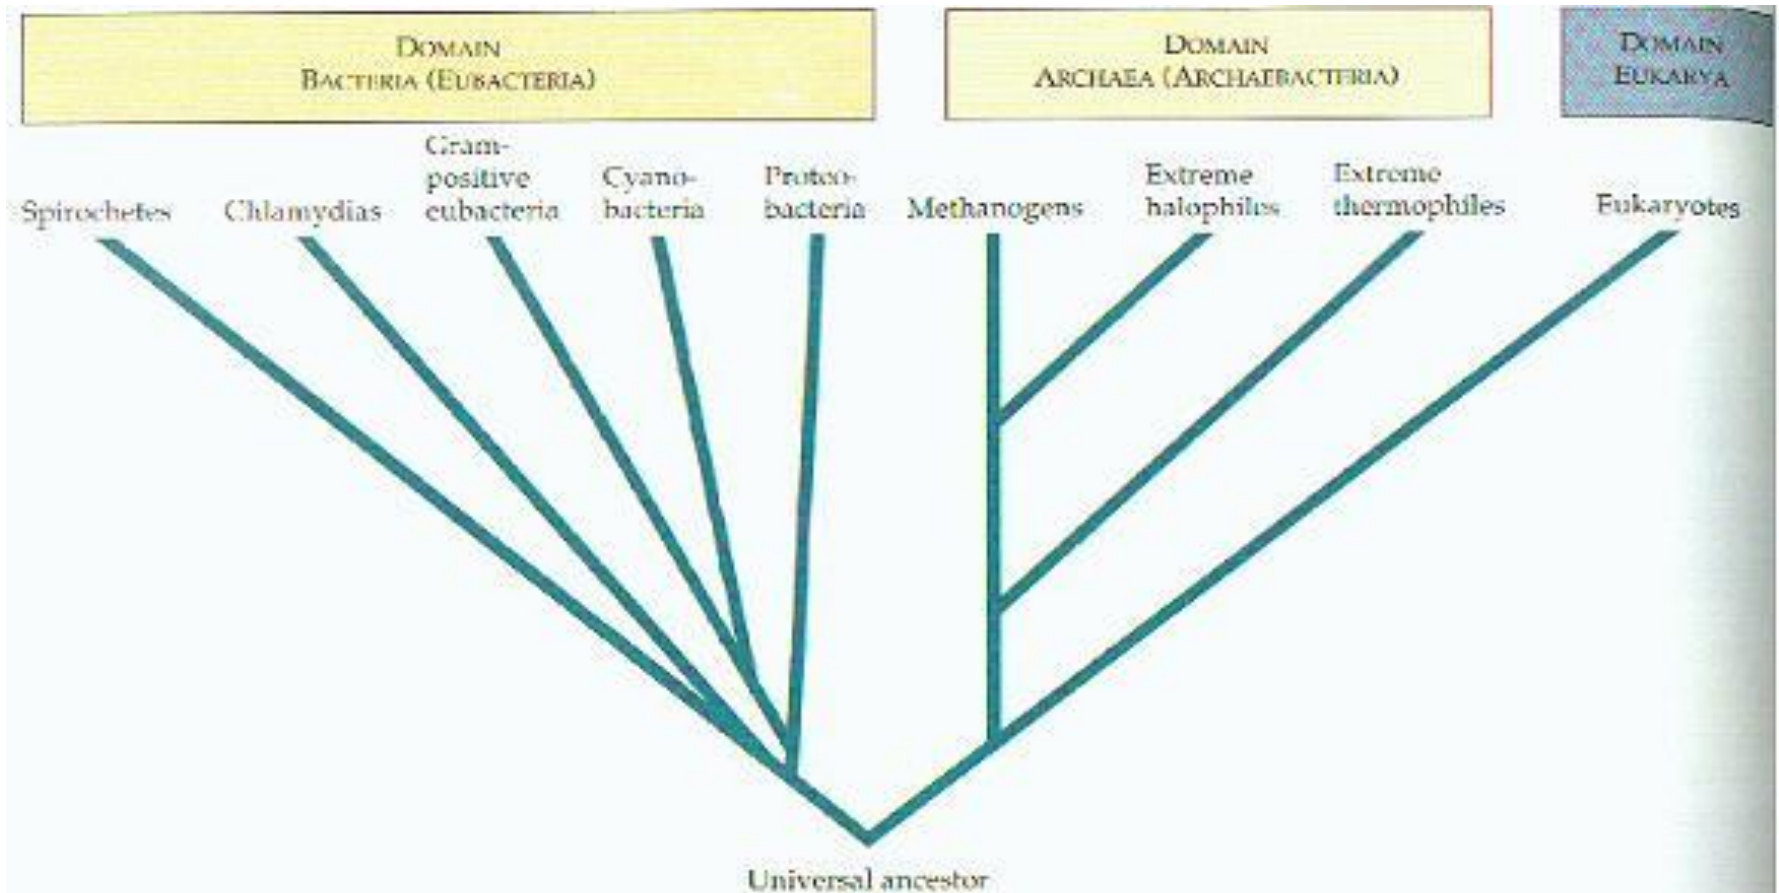 DOMAIN
BACTERIA (EUBACTERIA)
DOMAIN
ARCHAEA (ARCHAEBACTERIA)
DOMAIN
EUKARYA
Spirochetes
Chlamydias
Gram-
positive
eubacteria
Cyano-
bacteria
Proteo-
bacteria
Methanogens
Extreme
halophiles
Extreme
thermophiles
Eukaryotes
Universal ancestor